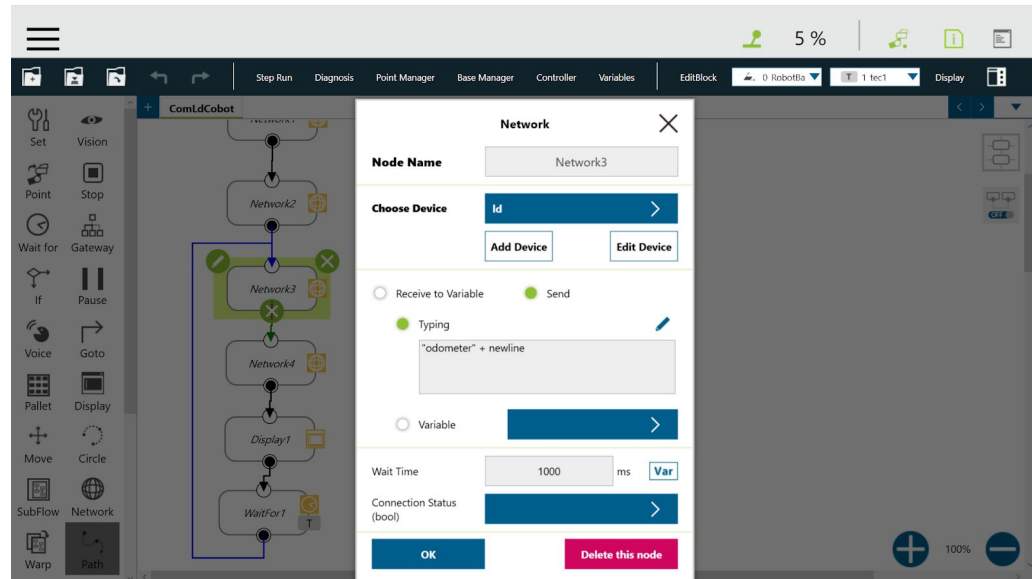 5 %
Step Run Diagnosis Point Manager Base Manager Controller Variables EditBlock 0 RobotBa T 1 tec1 Display
ComLdCobot
Set Vision
Point Stop
Wait for Gateway
If Pause
Voice Goto
Pallet Display
Move Circle
SubFlow Network
Warp Path
Network1
Network2
Network3
Network4
Display1
WaitFor1
T
Network
Node Name Network3
Choose Device ld
Add Device Edit Device
Receive to Variable Send
Typing
"odometer" + newline
Variable
Wait Time 1000 ms Var
Connection Status
(bool)
OK Delete this node
OFF
100%